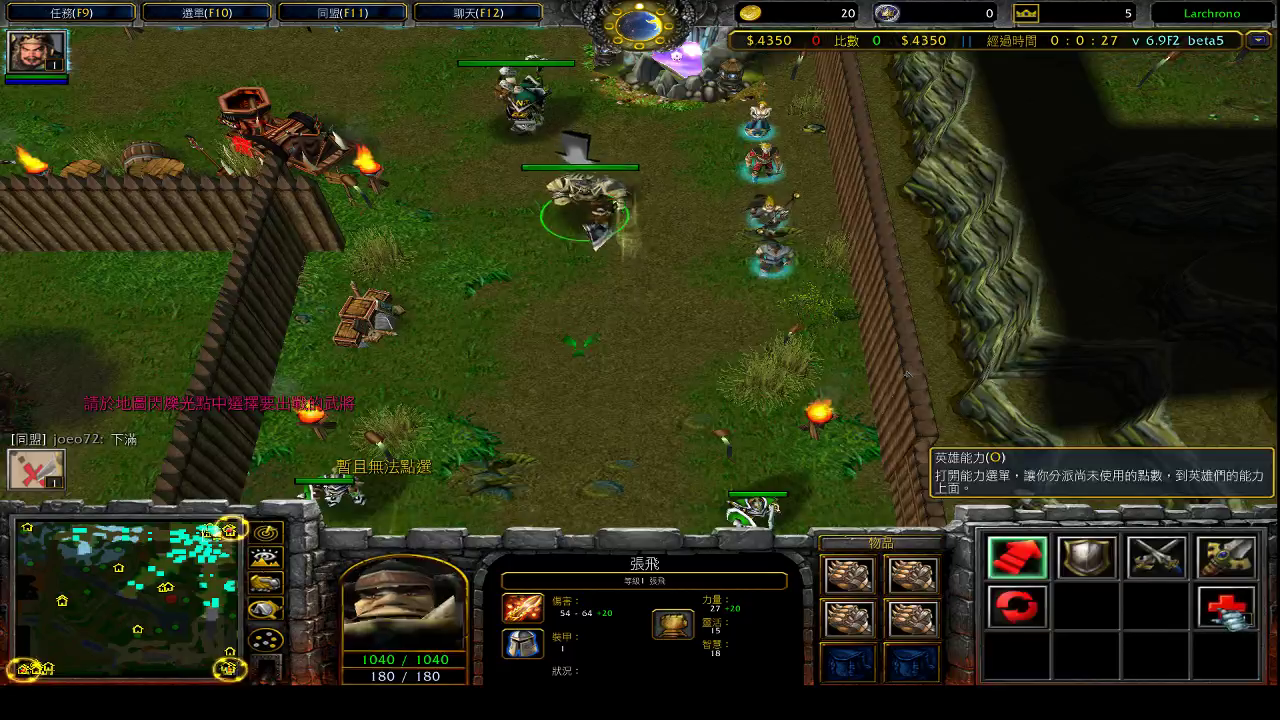 任務(F9) 選單(F10) 同盟(F11) 聊天(F12) 20 0 5 Larchrono
$4350 0 比數 0 $4350 || 經過時間 0 : 0 : 27 v 6.9F2 beta5
1
請於地圖閃爍光點中選擇要出戰的武將
[同盟] joeo72: 下滿
暫且無法點選
1
英雄能力(O)
打開能力選單，讓你分派尚未使用的點數，到英雄們的能力上面。
物品
張飛
等級1 張飛
傷害：
54 - 64 +20
裝甲：
1
狀況：
力量：
27 +20
靈活：
15
智慧：
18
1040 / 1040
180 / 180